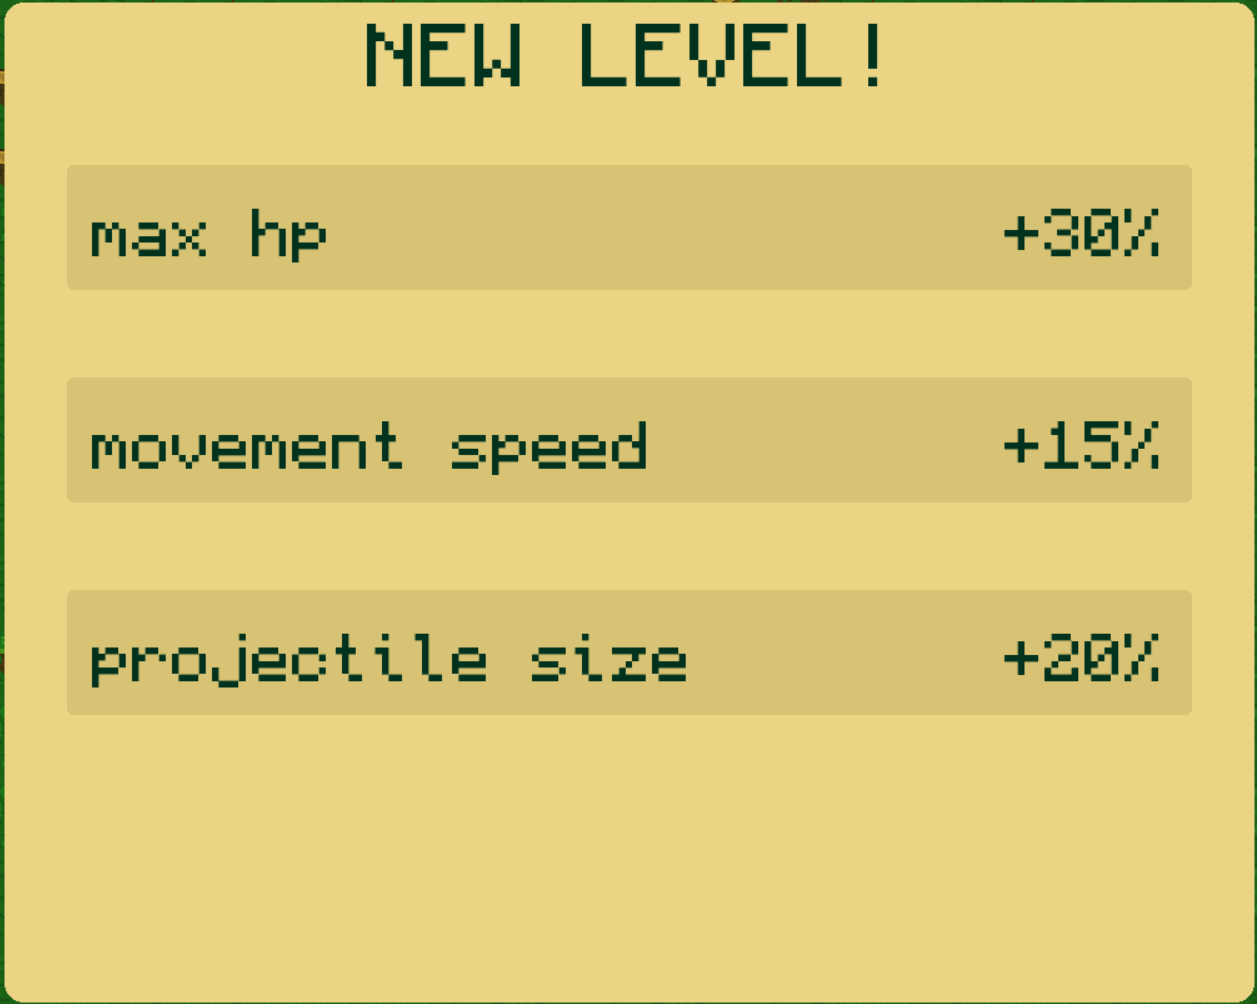 NEW LEVEL!
max hp +30%
movement speed +15%
projectile size +20%